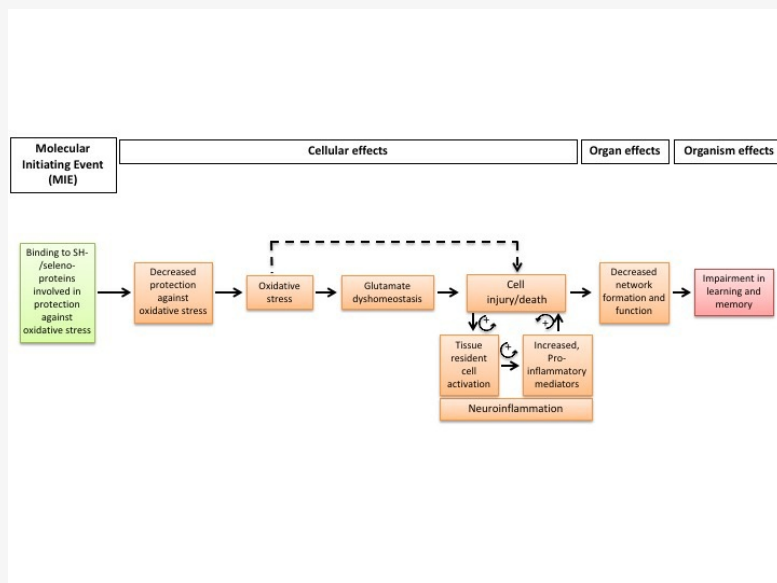 Molecular
Initiating Event
(MIE)
Cellular effects
Organ effects
Organism effects
Binding to SH-
/seleno-
proteins
involved in
protection
against
oxidative stress
Decreased
protection
against
oxidative stress
Oxidative
stress
Glutamate
dyshomeostasis
Cell
injury/death
Decreased
network
formation and
function
Impairment in
learning and
memory
+
+
+
Tissue
resident
cell
activation
Increased,
Pro-
inflammatory
mediators
Neuroinflammation